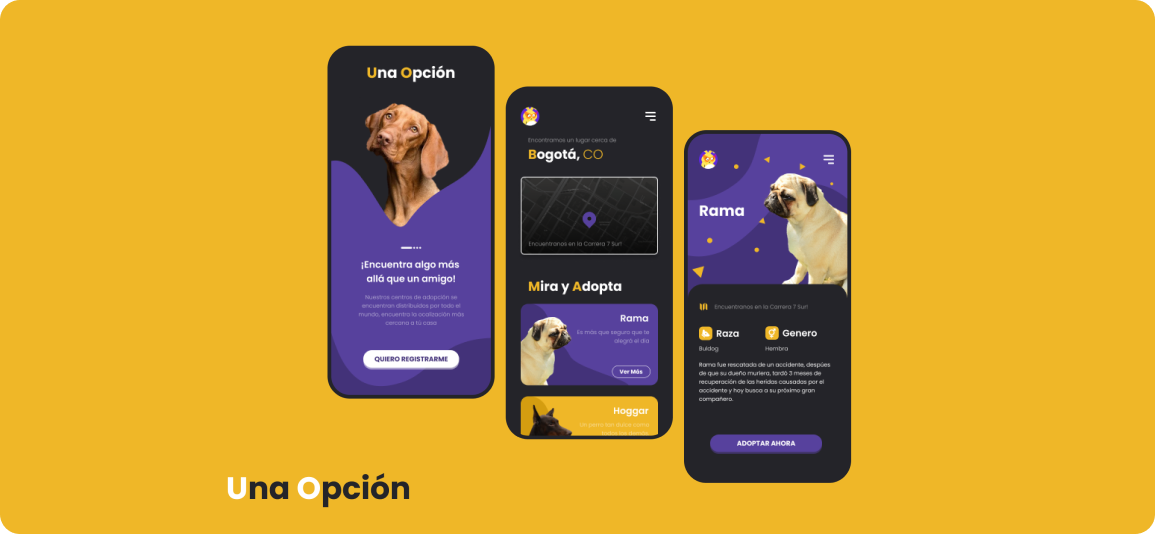 Una Opción
¡Encuentra algo más
allá que un amigo!
Nuestros centros de adopción se
encuentran distribuidos por todo el
mundo, encuentra la ocalización más
cercana a tu casa
QUIERO REGISTRARME
Encontramos un lugar cerca de
Bogotá, CO
Encuentranos en la Carrera 7 Sur!
Mira y Adopta
Rama
Es más que seguro que te
alegró el día
Ver Más
Hoggar
Un perro tan dulce como
todos los demás
Rama
Encuentranos en la Carrera 7 Sur!
Raza
Genero
Buldog
Hembra
Rama fue rescatada de un accidente, despúes
de que su dueño muriera, tardó 3 meses de
recuperación de las heridas causadas por el
accidente y hoy busca a su próximo gran
compañero.
ADOPTAR AHORA
Una Opción